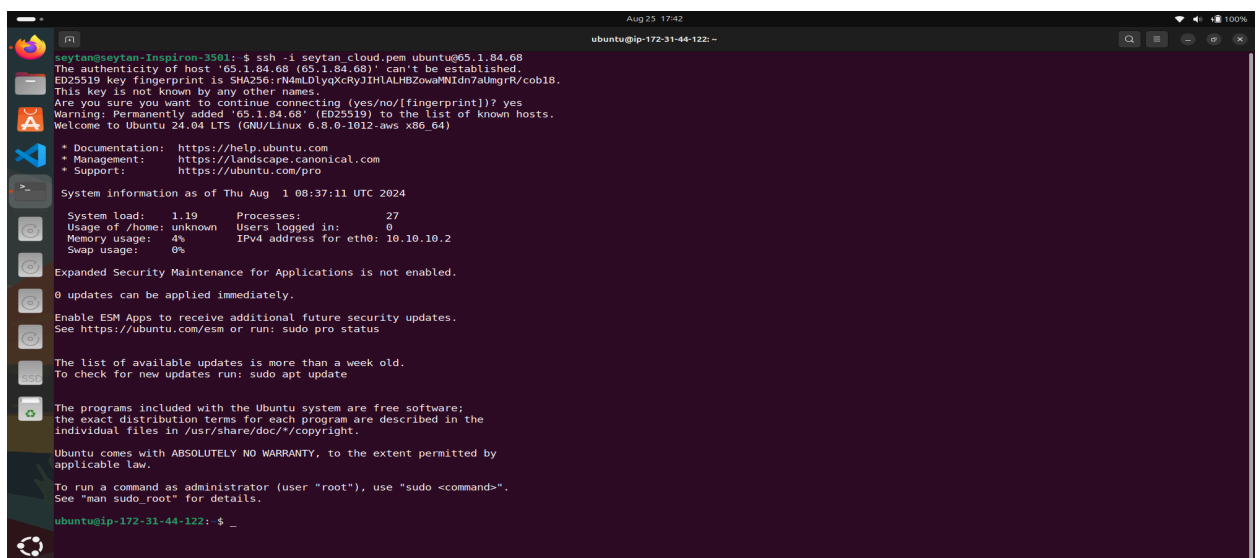 Aug 25 17:42
100%
ubuntu@ip-172-31-44-122: ~
seytan@seytan-Inspiron-3501:~$ ssh -i seytan_cloud.pem ubuntu@65.1.84.68
The authenticity of host '65.1.84.68 (65.1.84.68)' can't be established.
ED25519 key fingerprint is SHA256:rN4mLDlyqXcRyJIHlALHBZowaMNIdn7aUmgrR/cob18.
This key is not known by any other names.
Are you sure you want to continue connecting (yes/no/[fingerprint])? yes
Warning: Permanently added '65.1.84.68' (ED25519) to the list of known hosts.
Welcome to Ubuntu 24.04 LTS (GNU/Linux 6.8.0-1012-aws x86_64)
* Documentation: https://help.ubuntu.com
* Management: https://landscape.canonical.com
* Support: https://ubuntu.com/pro
System information as of Thu Aug 1 08:37:11 UTC 2024
System load: 1.19 Processes: 27
Usage of /home: unknown Users logged in: 0
Memory usage: 4% IPv4 address for eth0: 10.10.10.2
Swap usage: 0%
Expanded Security Maintenance for Applications is not enabled.
0 updates can be applied immediately.
Enable ESM Apps to receive additional future security updates.
See https://ubuntu.com/esm or run: sudo pro status
The list of available updates is more than a week old.
To check for new updates run: sudo apt update
SSD
The programs included with the Ubuntu system are free software;
the exact distribution terms for each program are described in the
individual files in /usr/share/doc/*/copyright.
Ubuntu comes with ABSOLUTELY NO WARRANTY, to the extent permitted by
applicable law.
To run a command as administrator (user "root"), use "sudo <command>".
See "man sudo_root" for details.
ubuntu@ip-172-31-44-122:~$ _